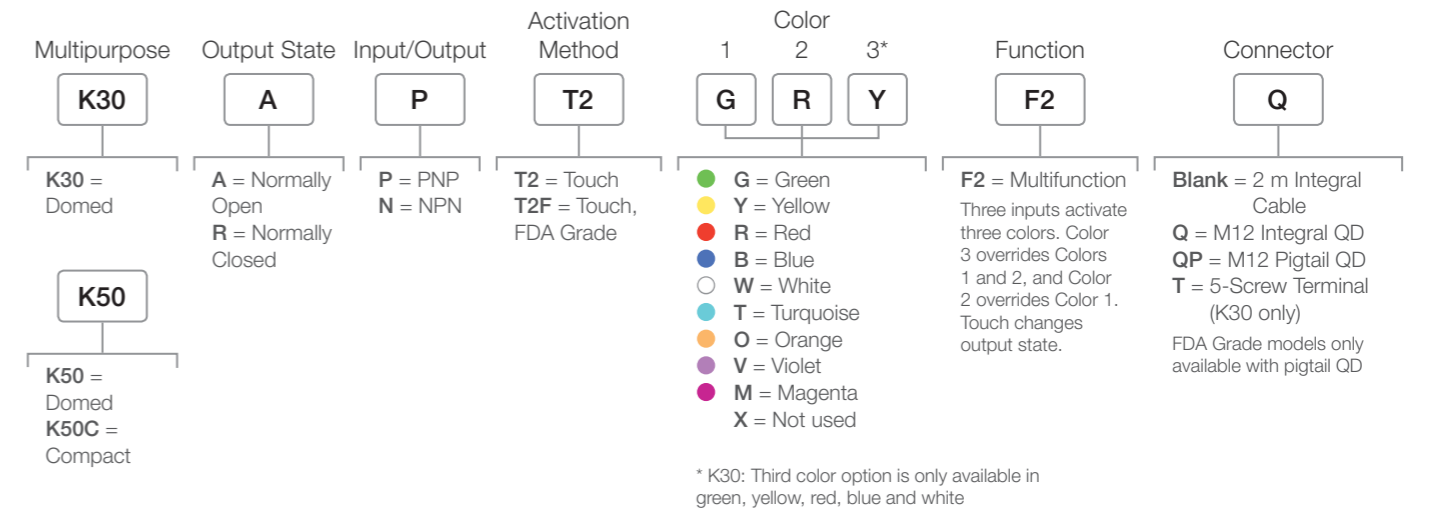 Multipurpose
Output State
Input/Output
Activation
Method
Color
1 2 3*
Function
Connector
K30
A
P
T2
G R Y
F2
Q
K30 =
Domed
K50
K50 =
Domed
K50C =
Compact
A = Normally
Open
R = Normally
Closed
P = PNP
N = NPN
T2 = Touch
T2F = Touch,
FDA Grade
G = Green
Y = Yellow
R = Red
B = Blue
W = White
T = Turquoise
O = Orange
V = Violet
M = Magenta
X = Not used
* K30: Third color option is only available in
green, yellow, red, blue and white
F2 = Multifunction
Three inputs activate
three colors. Color
3 overrides Colors
1 and 2, and Color
2 overrides Color 1.
Touch changes
output state.
Blank = 2 m Integral
Cable
Q = M12 Integral QD
QP = M12 Pigtail QD
T = 5-Screw Terminal
(K30 only)
FDA Grade models only
available with pigtail QD